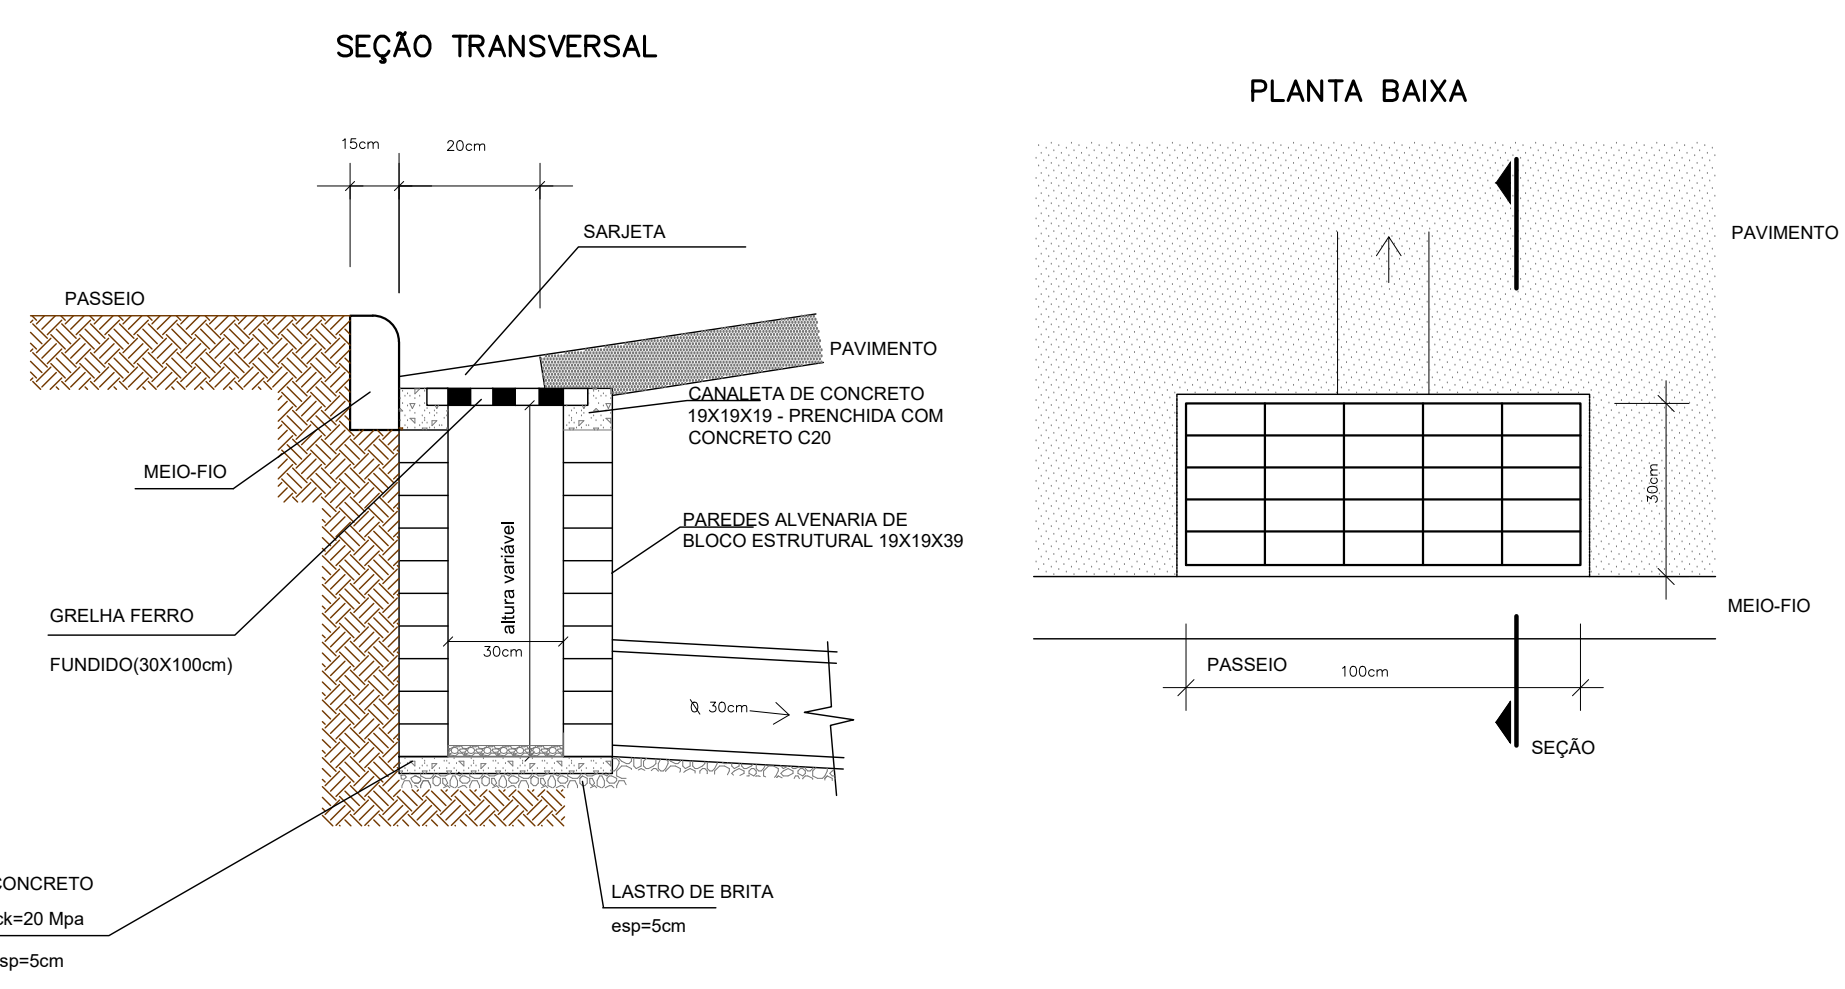 SEÇÃO TRANSVERSAL
15cm
20cm
SARJETA
PASSEIO
PAVIMENTO
CANALETA DE CONCRETO
19X19X19 - PRENCHIDA COM
CONCRETO C20
MEIO-FIO
PAREDES ALVENARIA DE
BLOCO ESTRUTURAL 19X19X39
altura variável
GRELHA FERRO
FUNDIDO(30X100cm)
30cm
Ø 30cm
CONCRETO
ck=20 Mpa
sp=5cm
LASTRO DE BRITA
esp=5cm
PLANTA BAIXA
PAVIMENTO
30cm
MEIO-FIO
PASSEIO
100cm
SEÇÃO